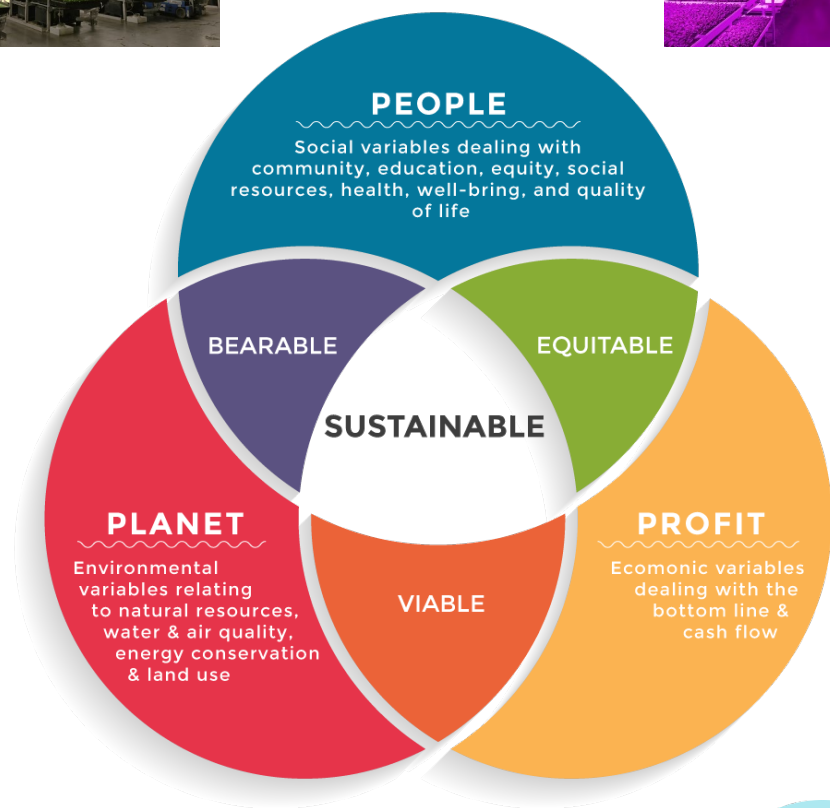 PEOPLE
Social variables dealing with
community, education, equity, social
resources, health, well-bring, and quality
of life
BEARABLE
EQUITABLE
SUSTAINABLE
PLANET
Environmental
variables relating
to natural resources,
water & air quality,
energy conservation
& land use
PROFIT
Ecomonic variables
dealing with the
bottom line &
cash flow
VIABLE